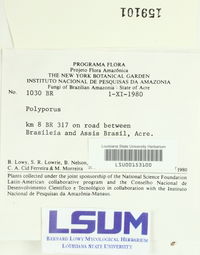 159101
PROGRAMA FLORA
Projeto Flora Amazônica
THE NEW YORK BOTANICAL GARDEN
INSTITUTO NACIONAL DE PESQUISAS DA AMAZONIA
Fungi of Brazilian Amazonia - State of Acre
No. 1030 BR 1-XI-1980
Polyporus
km 8 BR 317 on road between
Brasileia and Assis Brasil, Acre.
Louisiana State University Herbarium
LSU00153100
B. Lowy, S. R. Lowrie, B. Nelson,
C. A. Cid Ferreira & M. Moreira 1980
Plants collected under the joint sponsorship of the National Science Foundation
Latin-American collaborative program and the Conselho Nacional de
Desenvolvimento Científico e Tecnológico in collaboration with the Instituto
Nacional de Pesquisas da Amazônia-Manaus.
LSUM
BERNARD LOWY MYCOLOGICAL HERBARIUM
LOUISIANA STATE UNIVERSITY